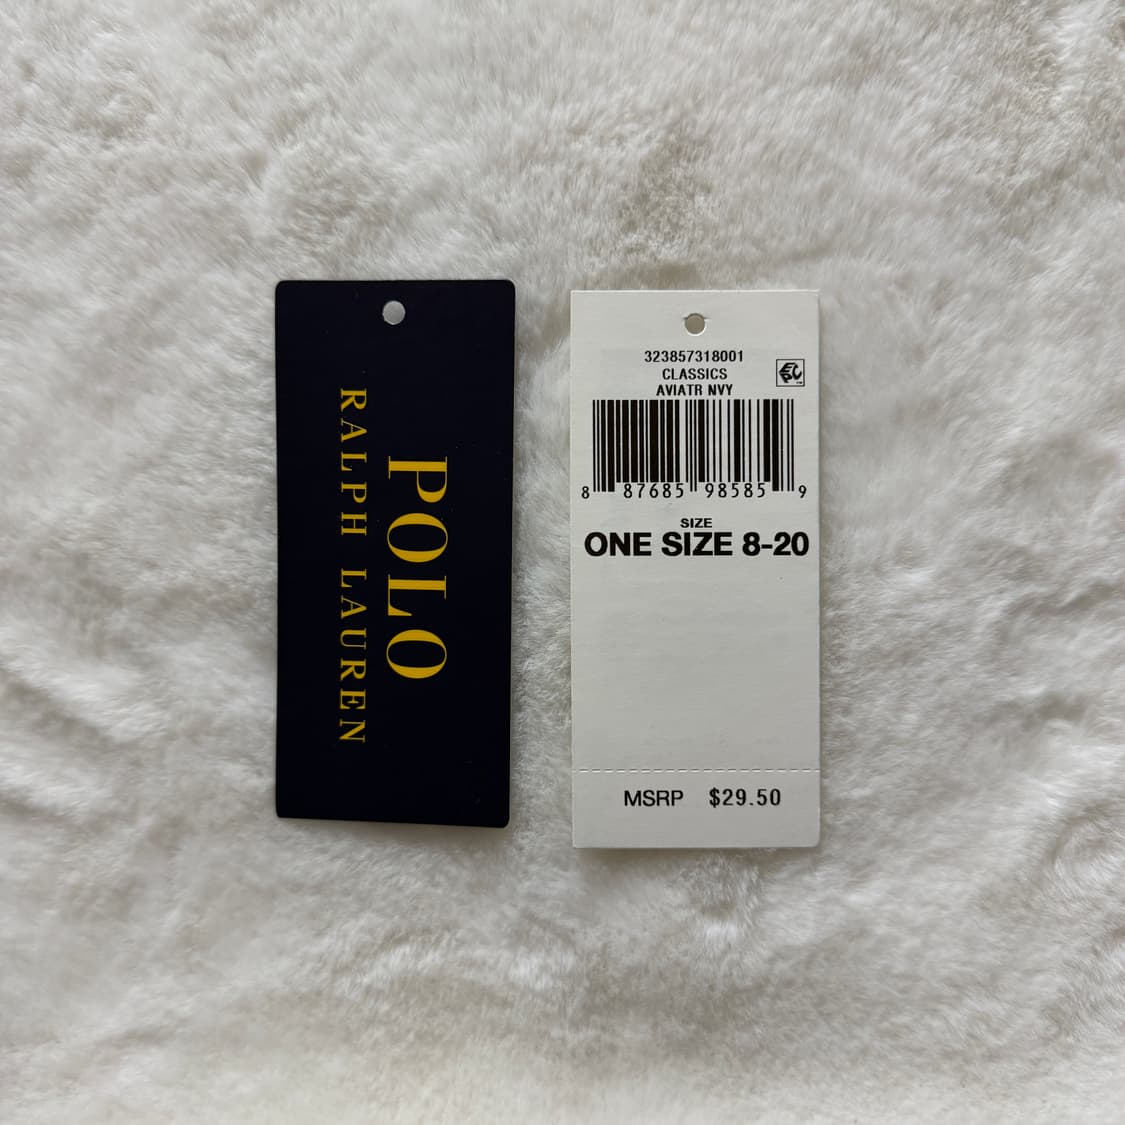 POLO
RALPH LAUREN
323857318001
CLASSICS
AVIATR NVY
EPC
8 87685 98585 9
SIZE
ONE SIZE 8-20
MSRP $29.50